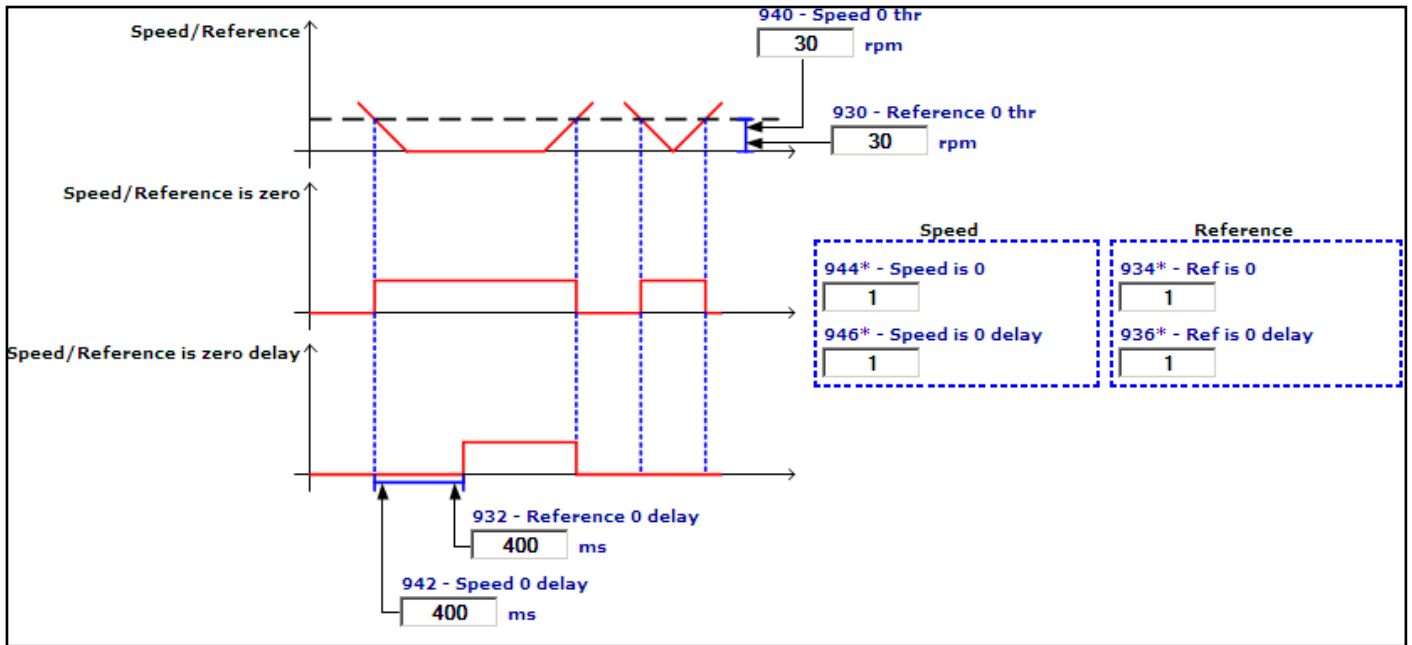 940 - Speed 0 thr
30 rpm
Speed/Reference
930 - Reference 0 thr
30 rpm
Speed/Reference is zero
Speed Reference
944* - Speed is 0 934* - Ref is 0
1 1
946* - Speed is 0 delay 936* - Ref is 0 delay
1 1
Speed/Reference is zero delay
932 - Reference 0 delay
400 ms
942 - Speed 0 delay
400 ms